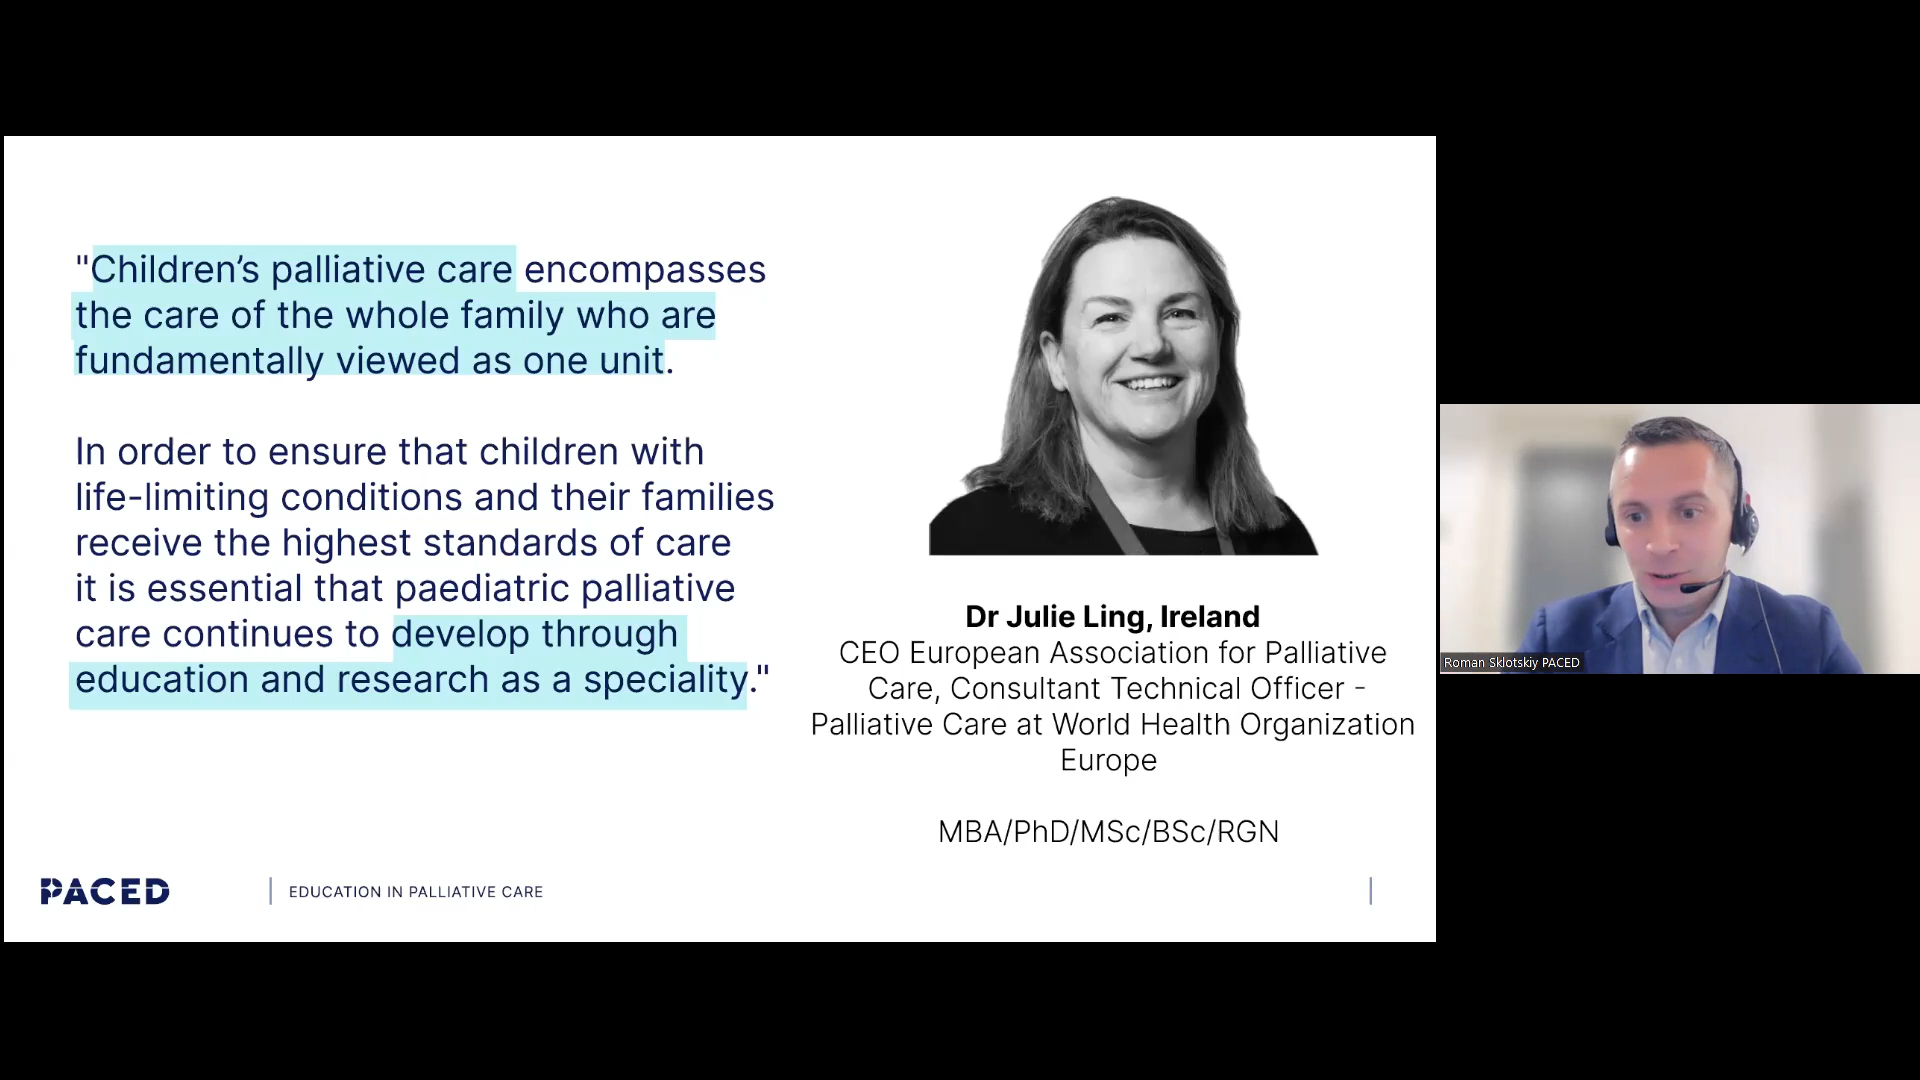 "Children’s palliative care encompasses
the care of the whole family who are
fundamentally viewed as one unit.
In order to ensure that children with
life-limiting conditions and their families
receive the highest standards of care
it is essential that paediatric palliative
care continues to develop through
education and research as a speciality."
Dr Julie Ling, Ireland
CEO European Association for Palliative
Care, Consultant Technical Officer -
Palliative Care at World Health Organization
Europe
MBA/PhD/MSc/BSc/RGN
PACED
EDUCATION IN PALLIATIVE CARE
Roman Sklotskiy PACED